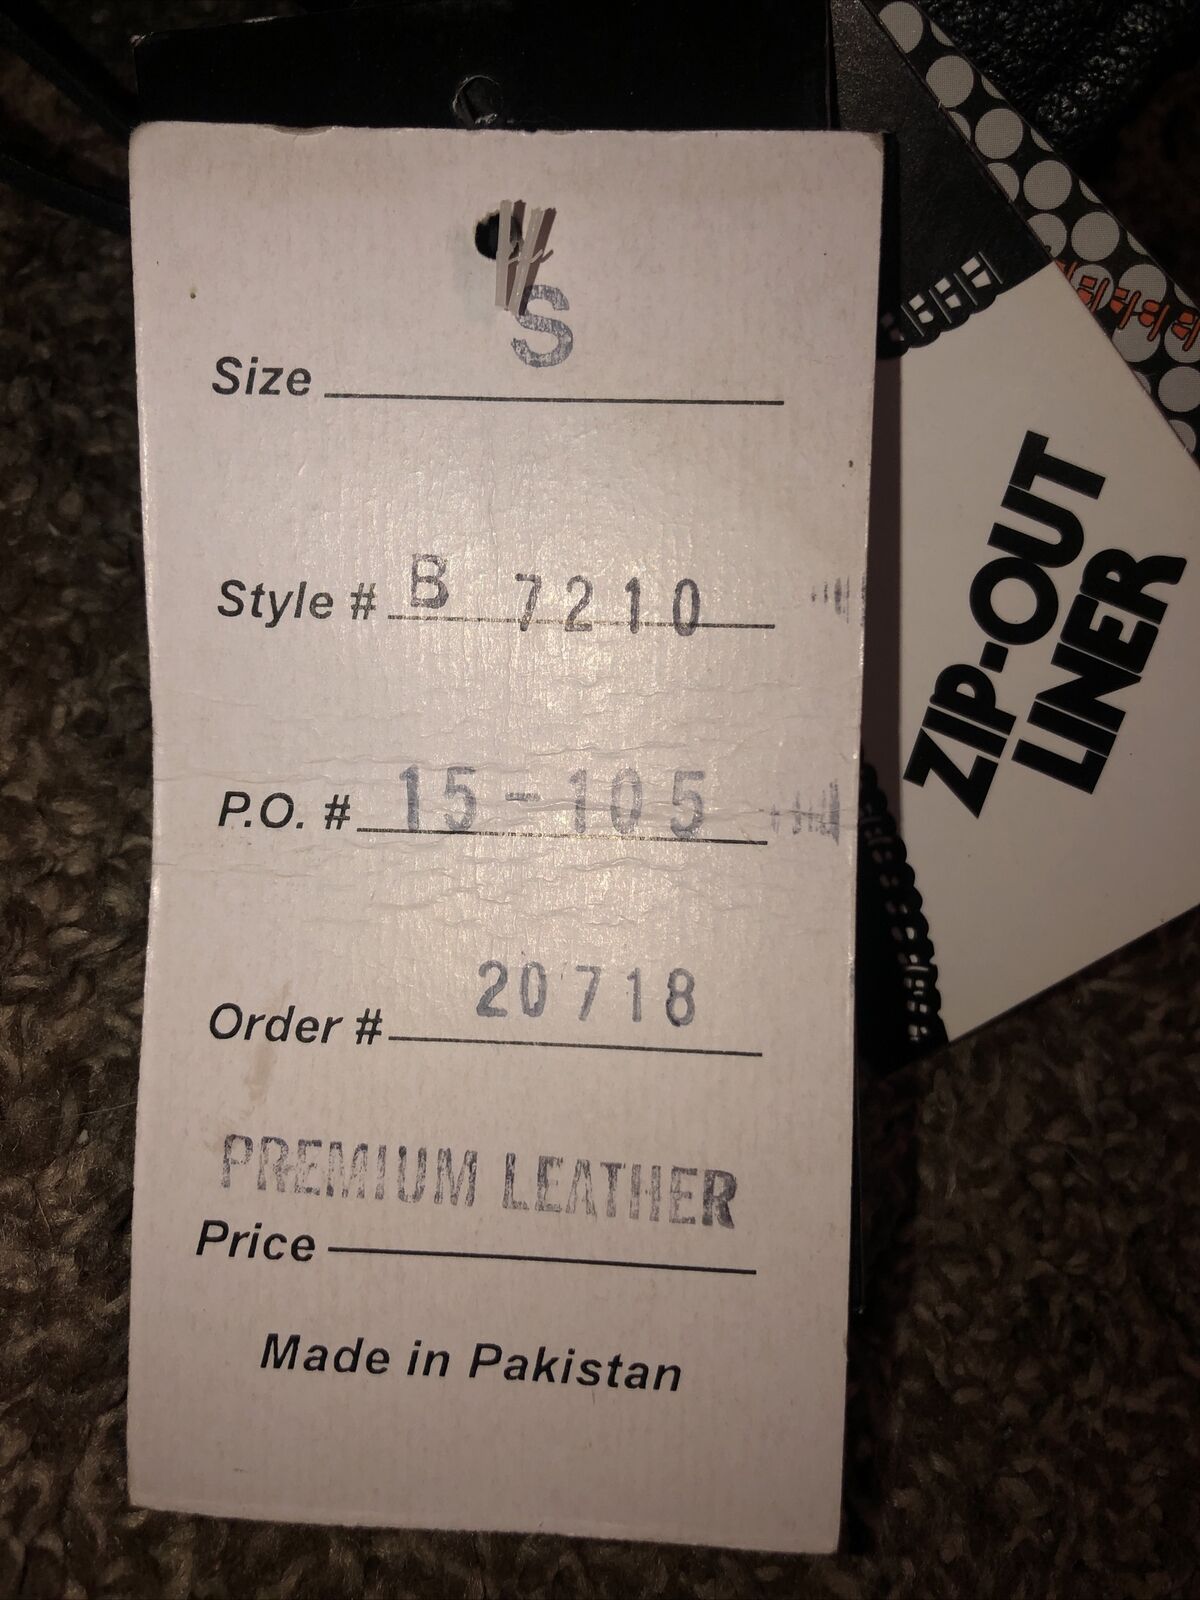 S
Size
Style # B 7210
P.O. # 15-105
Order # 20718
PREMIUM LEATHER
Price
Made in Pakistan
ZIP-OUT
LINER